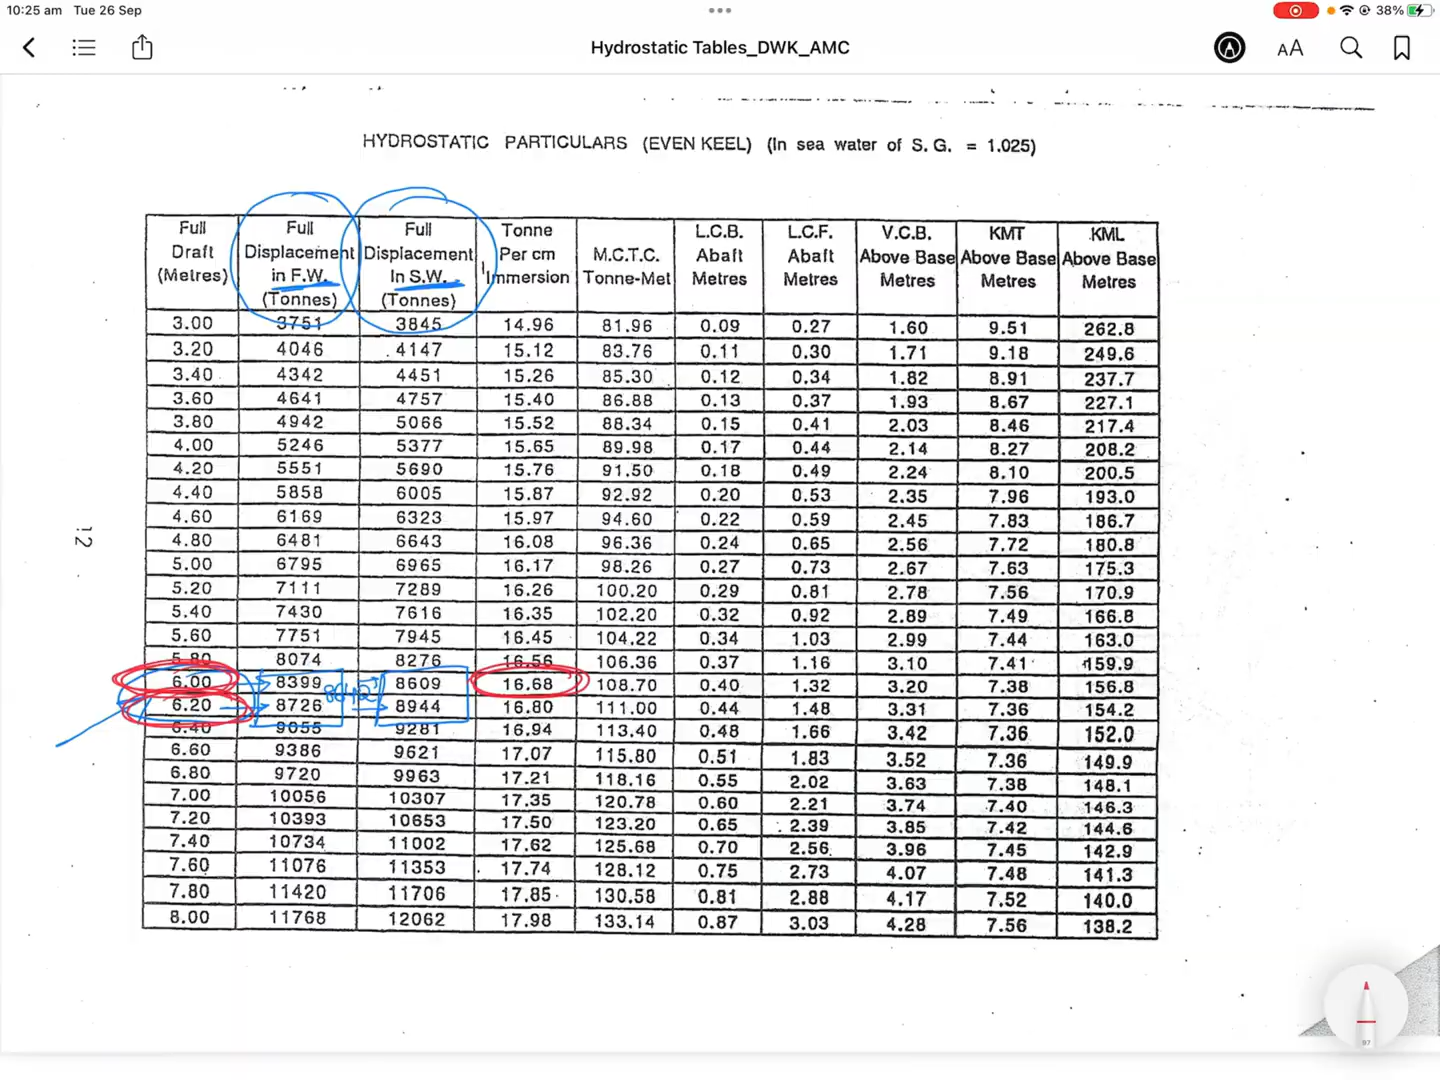 10:25 am Tue 26 Sep
38%
Hydrostatic Tables_DWK_AMC
AA
HYDROSTATIC PARTICULARS (EVEN KEEL) (In sea water of S. G. = 1.025)
Full Draft (Metres) Full Displacement in F.W. (Tonnes) Full Displacement In S.W. (Tonnes) Tonne Per cm Immersion M.C.T.C. Tonne-Met L.C.B. Abaft Metres L.C.F. Abaft Metres V.C.B. Above Base Metres KMT Above Base Metres KML Above Base Metres
3.00 3751 3845 14.96 81.96 0.09 0.27 1.60 9.51 262.8
3.20 4046 4147 15.12 83.76 0.11 0.30 1.71 9.18 249.6
3.40 4342 4451 15.26 85.30 0.12 0.34 1.82 8.91 237.7
3.60 4641 4757 15.40 86.88 0.13 0.37 1.93 8.67 227.1
3.80 4942 5066 15.52 88.34 0.15 0.41 2.03 8.46 217.4
4.00 5246 5377 15.65 89.98 0.17 0.44 2.14 8.27 208.2
4.20 5551 5690 15.76 91.50 0.18 0.49 2.24 8.10 200.5
4.40 5858 6005 15.87 92.92 0.20 0.53 2.35 7.96 193.0
4.60 6169 6323 15.97 94.60 0.22 0.59 2.45 7.83 186.7
4.80 6481 6643 16.08 96.36 0.24 0.65 2.56 7.72 180.8
5.00 6795 6965 16.17 98.26 0.27 0.73 2.67 7.63 175.3
5.20 7111 7289 16.26 100.20 0.29 0.81 2.78 7.56 170.9
5.40 7430 7616 16.35 102.20 0.32 0.92 2.89 7.49 166.8
5.60 7751 7945 16.45 104.22 0.34 1.03 2.99 7.44 163.0
5.80 8074 8276 16.56 106.36 0.37 1.16 3.10 7.41 159.9
6.00 8399 8609 16.68 108.70 0.40 1.32 3.20 7.38 156.8
6.20 8726 8944 16.80 111.00 0.44 1.48 3.31 7.36 154.2
6.40 9055 9281 16.94 113.40 0.48 1.66 3.42 7.36 152.0
6.60 9386 9621 17.07 115.80 0.51 1.83 3.52 7.36 149.9
6.80 9720 9963 17.21 118.16 0.55 2.02 3.63 7.38 148.1
7.00 10056 10307 17.35 120.78 0.60 2.21 3.74 7.40 146.3
7.20 10393 10653 17.50 123.20 0.65 2.39 3.85 7.42 144.6
7.40 10734 11002 17.62 125.68 0.70 2.56 3.96 7.45 142.9
7.60 11076 11353 17.74 128.12 0.75 2.73 4.07 7.48 141.3
7.80 11420 11706 17.85 130.58 0.81 2.88 4.17 7.52 140.0
8.00 11768 12062 17.98 133.14 0.87 3.03 4.28 7.56 138.2
12
97